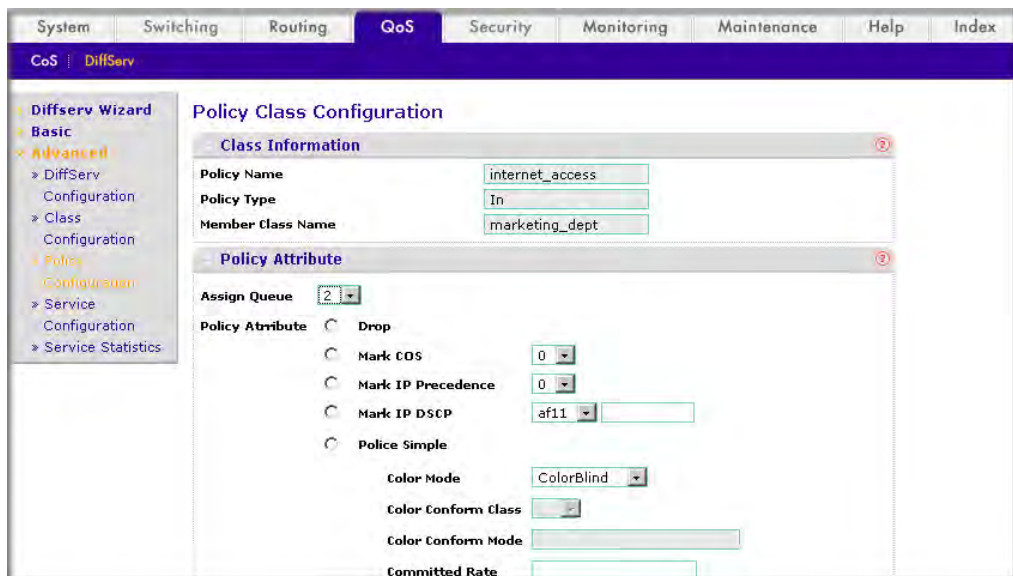 System Switching Routing QoS Security Monitoring Maintenance Help Index
CoS DiffServ
Diffserv Wizard
Basic
Advanced
» DiffServ
Configuration
» Class
Configuration
Policy
Configuration
» Service
Configuration
» Service Statistics
Policy Class Configuration
Class Information ?
Policy Name internet_access
Policy Type In
Member Class Name marketing_dept
Policy Attribute ?
Assign Queue 2
Policy Attribute Drop
Mark COS 0
Mark IP Precedence 0
Mark IP DSCP af11
Police Simple
Color Mode ColorBlind
Color Conform Class
Color Conform Mode
Committed Rate